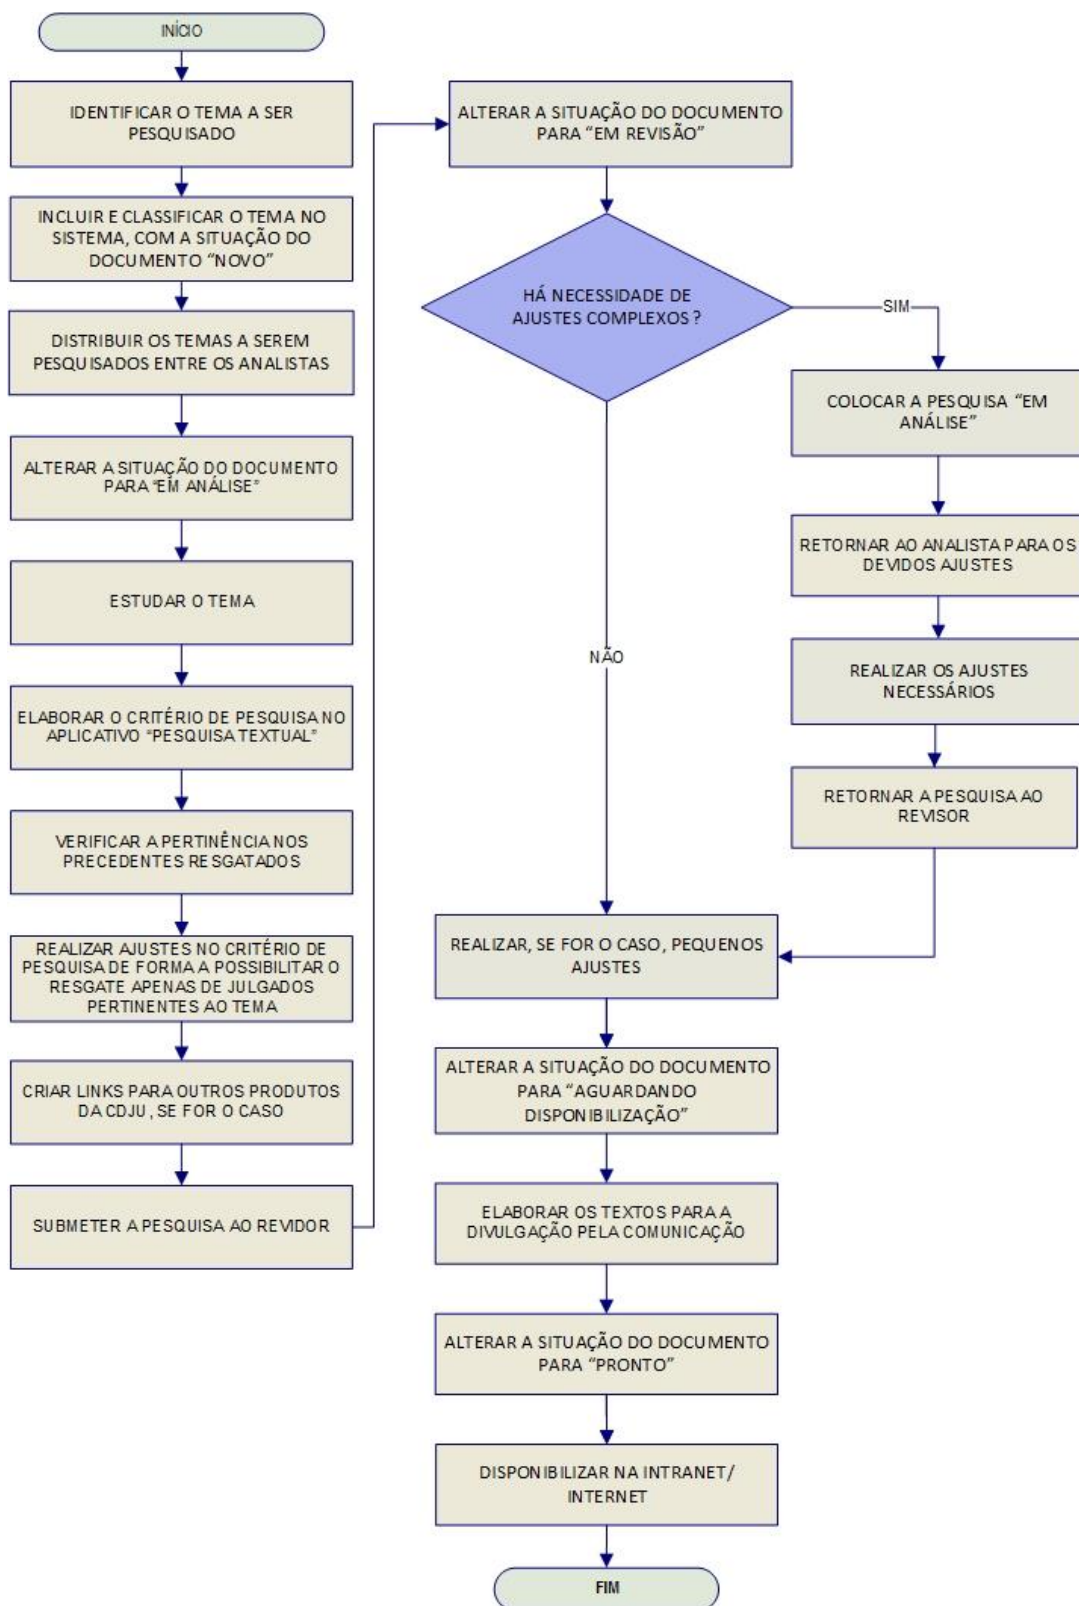 INÍCIO
IDENTIFICAR O TEMA A SER
PESQUISADO
INCLUIR E CLASSIFICAR O TEMA NO
SISTEMA, COM A SITUAÇÃO DO
DOCUMENTO “NOVO”
DISTRIBUIR OS TEMAS A SEREM
PESQUISADOS ENTRE OS ANALISTAS
ALTERAR A SITUAÇÃO DO DOCUMENTO
PARA “EM ANÁLISE”
ESTUDAR O TEMA
ELABORAR O CRITÉRIO DE PESQUISA NO
APLICATIVO “PESQUISA TEXTUAL”
VERIFICAR A PERTINÊNCIA NOS
PRECEDENTES RESGATADOS
REALIZAR AJUSTES NO CRITÉRIO DE
PESQUISA DE FORMA A POSSIBILITAR O
RESGATE APENAS DE JULGADOS
PERTINENTES AO TEMA
CRIAR LINKS PARA OUTROS PRODUTOS
DA CDJU, SE FOR O CASO
SUBMETER A PESQUISA AO REVIDOR
ALTERAR A SITUAÇÃO DO DOCUMENTO
PARA “EM REVISÃO”
HÁ NECESSIDADE DE
AJUSTES COMPLEXOS ?
SIM
COLOCAR A PESQUISA “EM
ANÁLISE”
RETORNAR AO ANALISTA PARA OS
DEVIDOS AJUSTES
REALIZAR OS AJUSTES
NECESSÁRIOS
RETORNAR A PESQUISA AO
REVISOR
NÃO
REALIZAR, SE FOR O CASO, PEQUENOS
AJUSTES
ALTERAR A SITUAÇÃO DO DOCUMENTO
PARA “AGUARDANDO
DISPONIBILIZAÇÃO”
ELABORAR OS TEXTOS PARA A
DIVULGAÇÃO PELA COMUNICAÇÃO
ALTERAR A SITUAÇÃO DO DOCUMENTO
PARA “PRONTO”
DISPONIBILIZAR NA INTRANET/
INTERNET
FIM